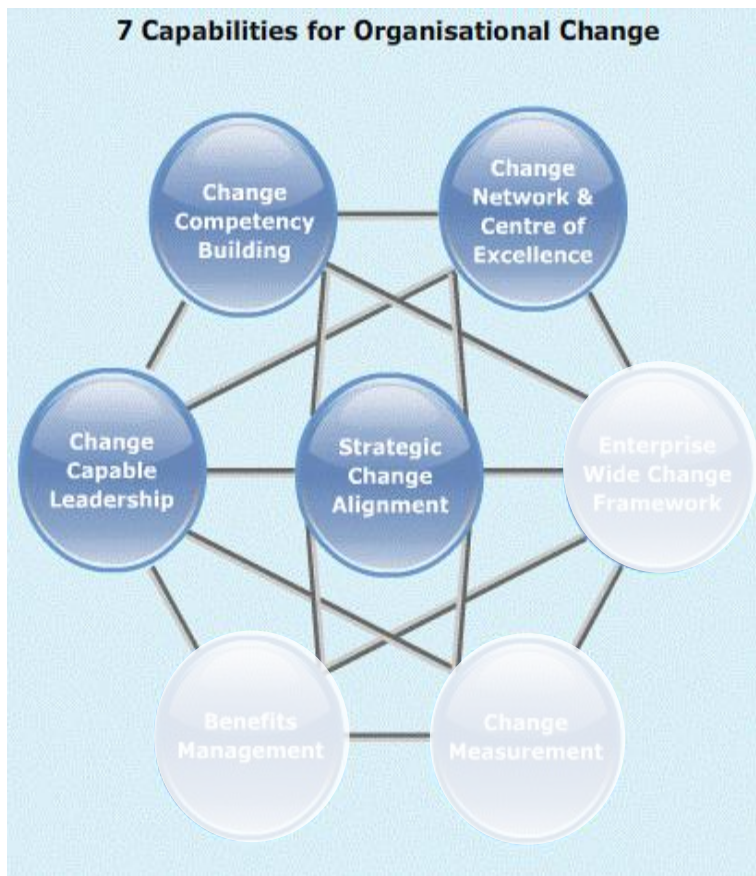 7 Capabilities for Organisational Change
Change
Competency
Building
Change
Network &
Centre of
Excellence
Change
Capable
Leadership
Strategic
Change
Alignment
Enterprise
Wide Change
Framework
Benefits
Management
Change
Measurement